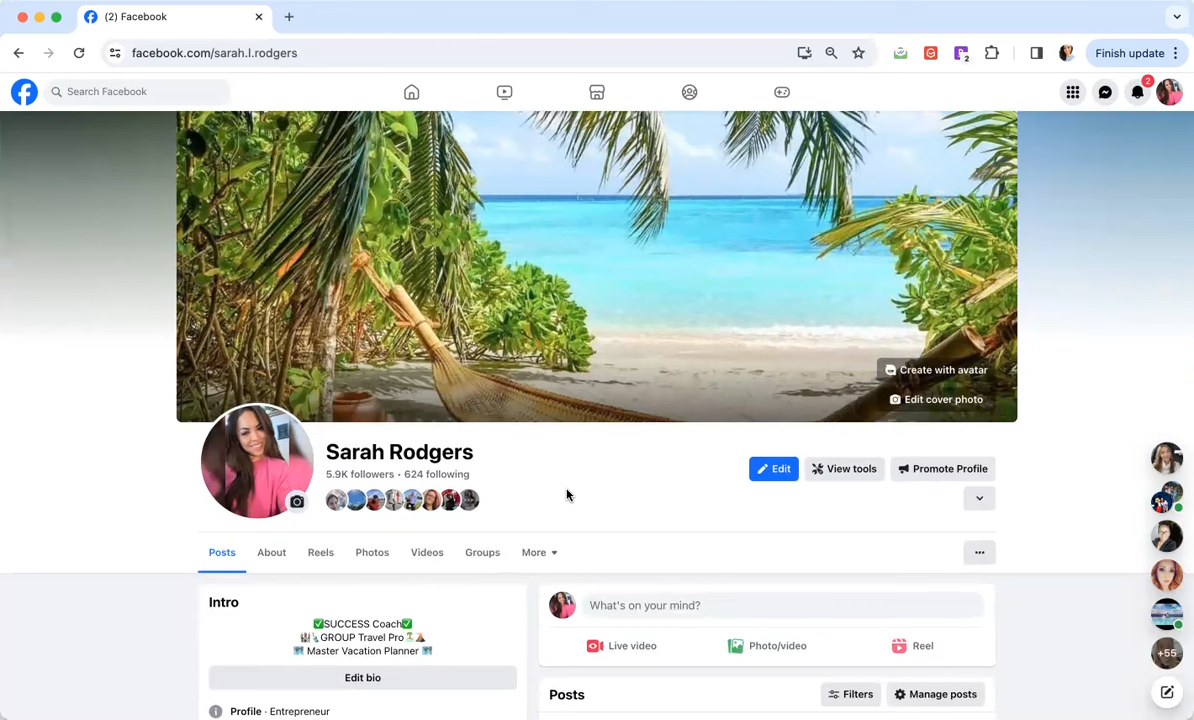 (2) Facebook
facebook.com/sarah.l.rodgers
2
Finish update
Search Facebook
2
Create with avatar
Edit cover photo
Sarah Rodgers
5.9K followers • 624 following
Edit
View tools
Promote Profile
Posts
About
Reels
Photos
Videos
Groups
More
Intro
✅SUCCESS Coach✅
GROUP Travel Pro
Master Vacation Planner
Edit bio
Profile · Entrepreneur
What's on your mind?
Live video
Photo/video
Reel
Posts
Filters
Manage posts
+55